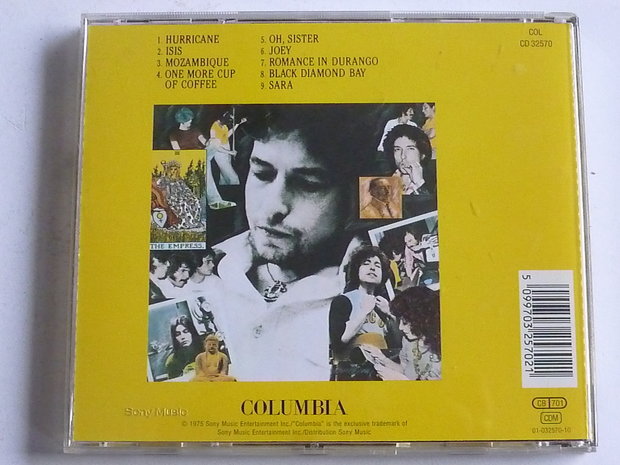 1. HURRICANE
2. ISIS
3. MOZAMBIQUE
4. ONE MORE CUP
OF COFFEE
5. OH, SISTER
6. JOEY
7. ROMANCE IN DURANGO
8. BLACK DIAMOND BAY
9. SARA
COL
CD 32570
THE EMPRESS.
5 099703 257021
Sony Music
COLUMBIA
© 1975 Sony Music Entertainment Inc./"Columbia" is the exclusive trademark of
Sony Music Entertainment Inc./Distribution Sony Music
CB 701
CDM
01-032570-10